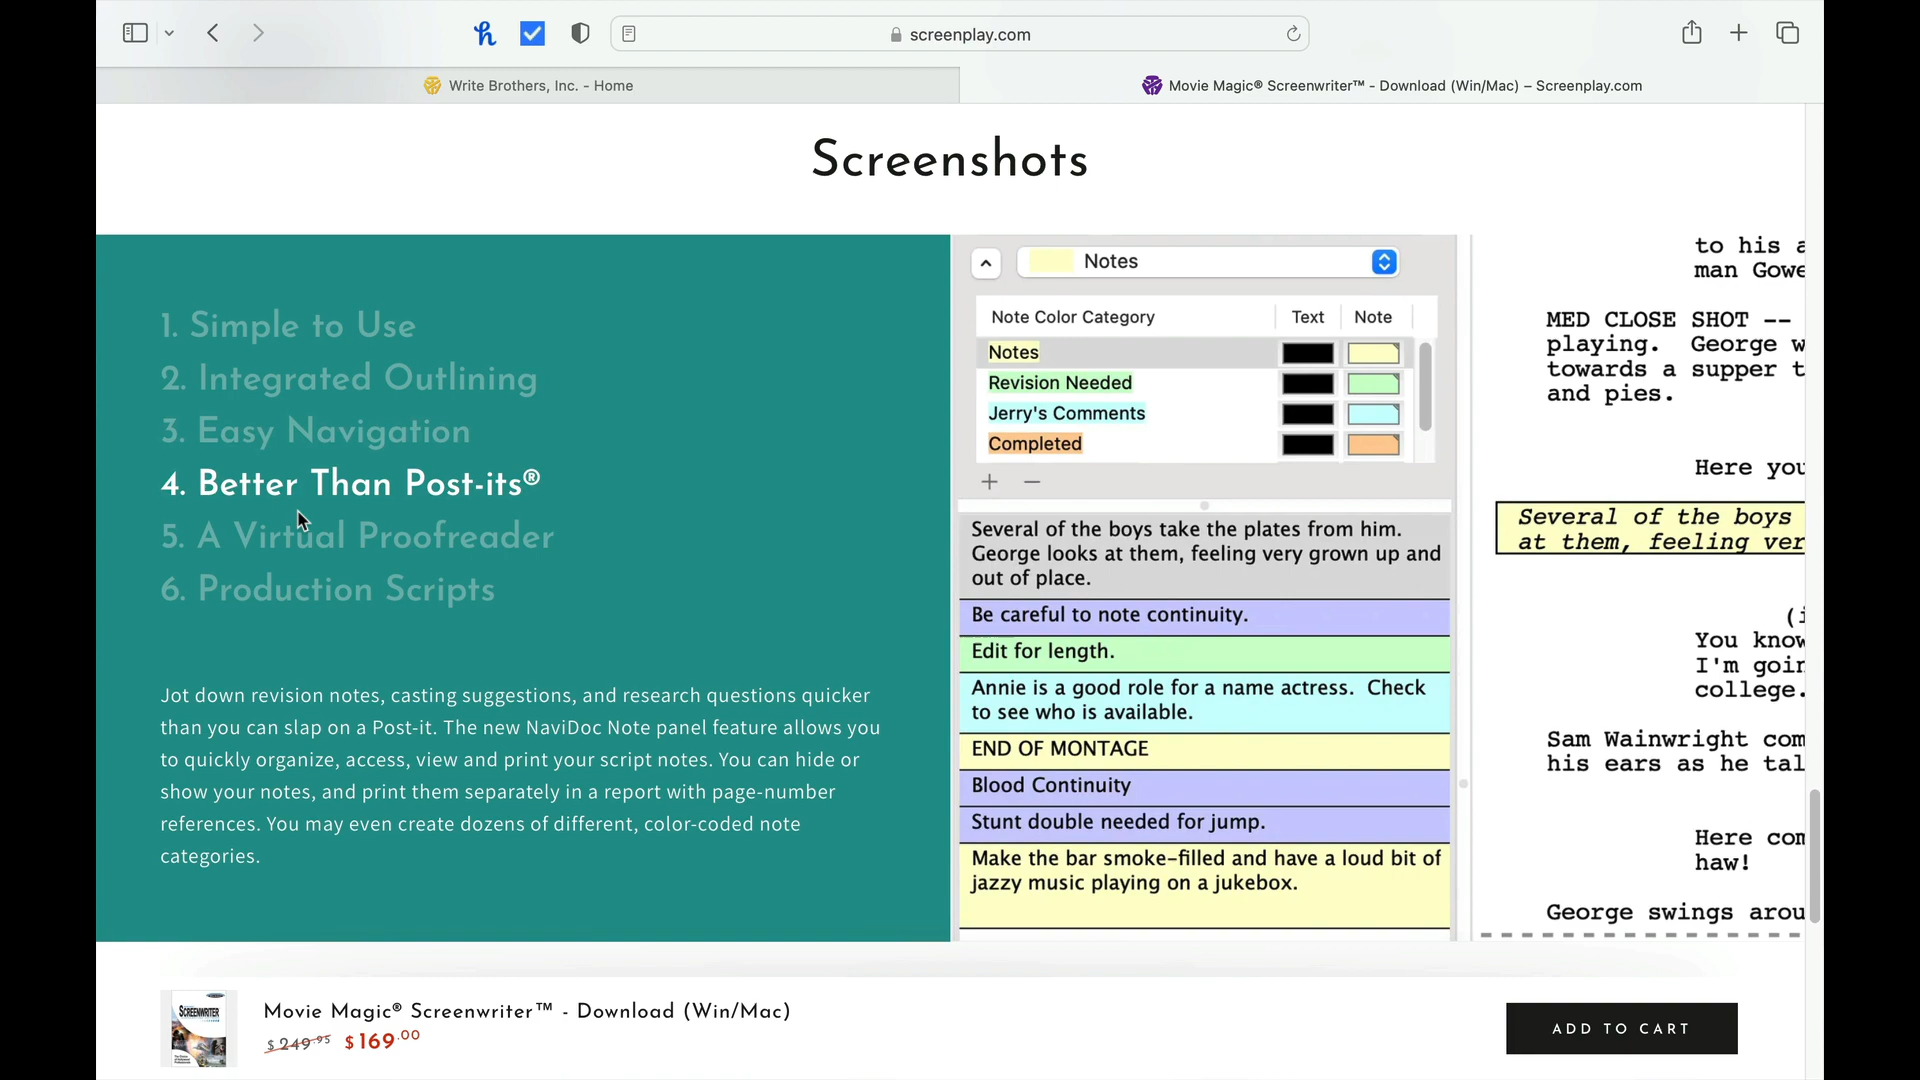 screenplay.com
Write Brothers, Inc. - Home
Movie Magic® Screenwriter™ - Download (Win/Mac) – Screenplay.com
Screenshots
1. Simple to Use
2. Integrated Outlining
3. Easy Navigation
4. Better Than Post-its®
5. A Virtual Proofreader
6. Production Scripts
Jot down revision notes, casting suggestions, and research questions quicker
than you can slap on a Post-it. The new NaviDoc Note panel feature allows you
to quickly organize, access, view and print your script notes. You can hide or
show your notes, and print them separately in a report with page-number
references. You may even create dozens of different, color-coded note
categories.
Notes
Note Color Category Text Note
Notes
Revision Needed
Jerry's Comments
Completed
Several of the boys take the plates from him.
George looks at them, feeling very grown up and
out of place.
Be careful to note continuity.
Edit for length.
Annie is a good role for a name actress. Check
to see who is available.
END OF MONTAGE
Blood Continuity
Stunt double needed for jump.
Make the bar smoke-filled and have a loud bit of
jazzy music playing on a jukebox.
to his a
man Gowe
MED CLOSE SHOT --
playing. George w
towards a supper t
and pies.
Here you
Several of the boys
at them, feeling ver
(i
You know
I'm goin
college.
Sam Wainwright com
his ears as he tal
Here com
haw!
George swings arou
SCREENWRITER
Movie Magic® Screenwriter™ - Download (Win/Mac)
$249.95 $169.00
ADD TO CART